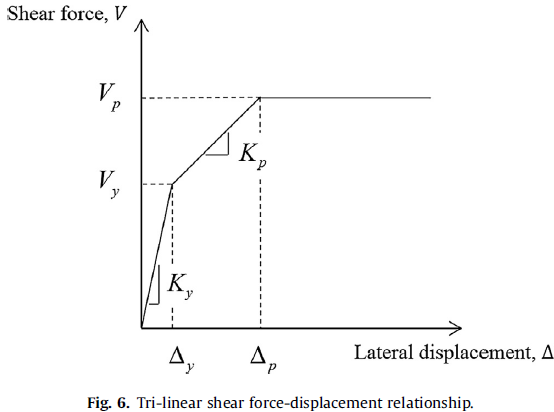 Shear force, V
V_p
K_p
V_y
K_y
Δ_y
Δ_p
Lateral displacement, Δ
Fig. 6. Tri-linear shear force-displacement relationship.